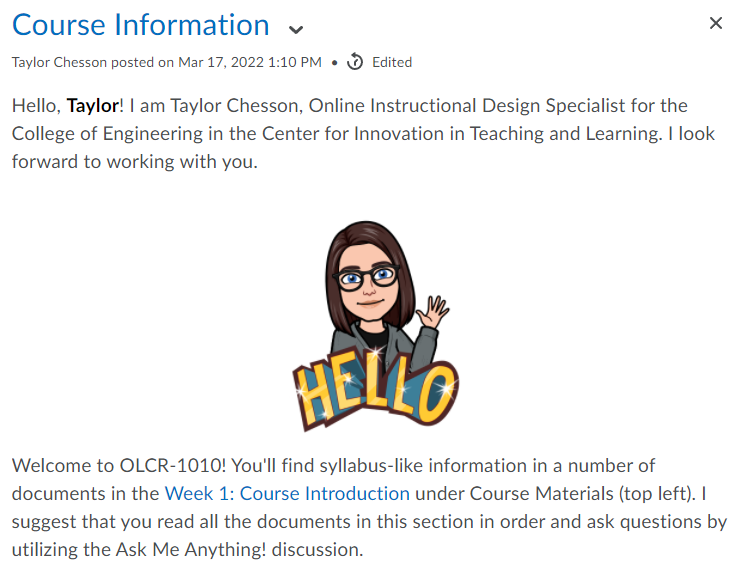 Course Information
Taylor Chesson posted on Mar 17, 2022 1:10 PM • Edited
Hello, Taylor! I am Taylor Chesson, Online Instructional Design Specialist for the
College of Engineering in the Center for Innovation in Teaching and Learning. I look
forward to working with you.
HELLO
Welcome to OLCR-1010! You'll find syllabus-like information in a number of
documents in the Week 1: Course Introduction under Course Materials (top left). I
suggest that you read all the documents in this section in order and ask questions by
utilizing the Ask Me Anything! discussion.